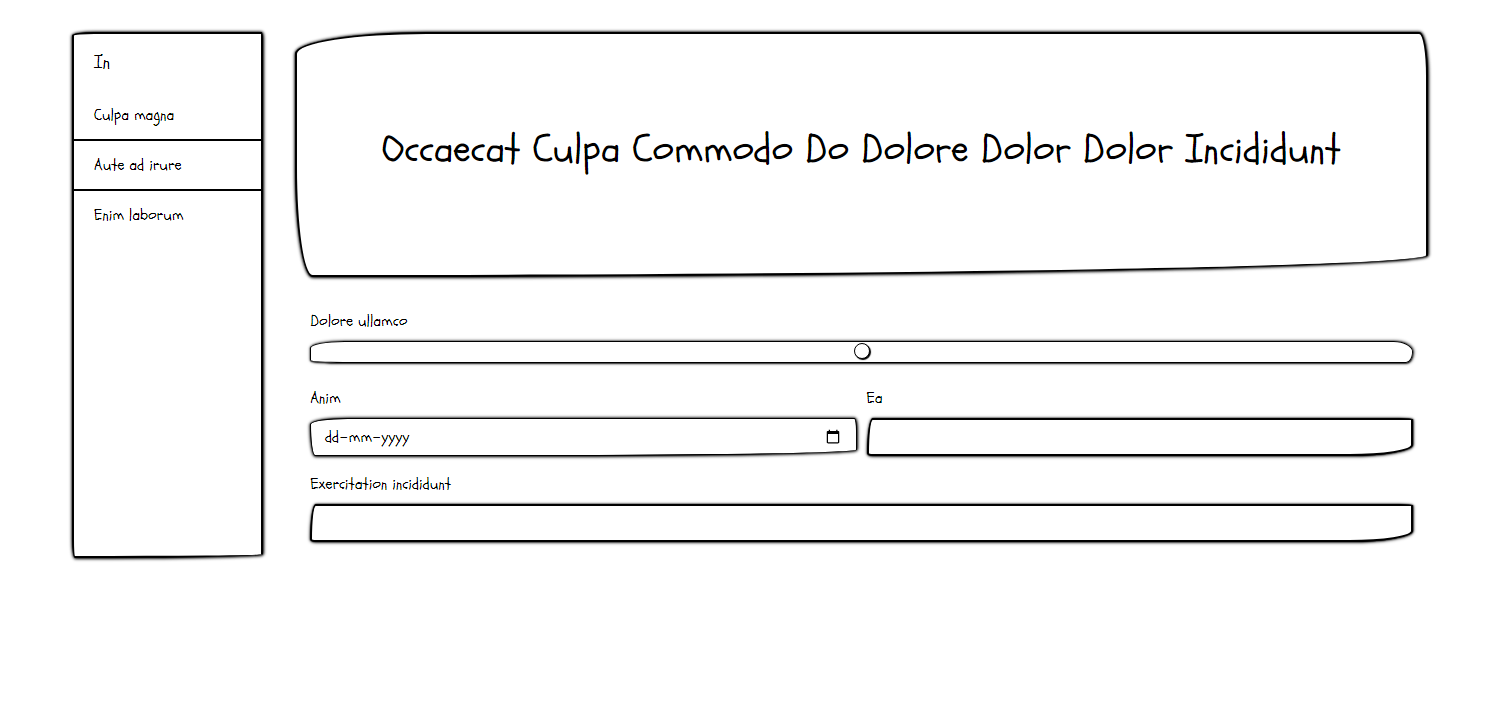 In
Culpa magna
Aute ad irure
Enim laborum
Occaecat Culpa Commodo Do Dolore Dolor Dolor Incididunt
Dolore ullamco
Anim
Ea
dd-mm-yyyy
Exercitation incididunt